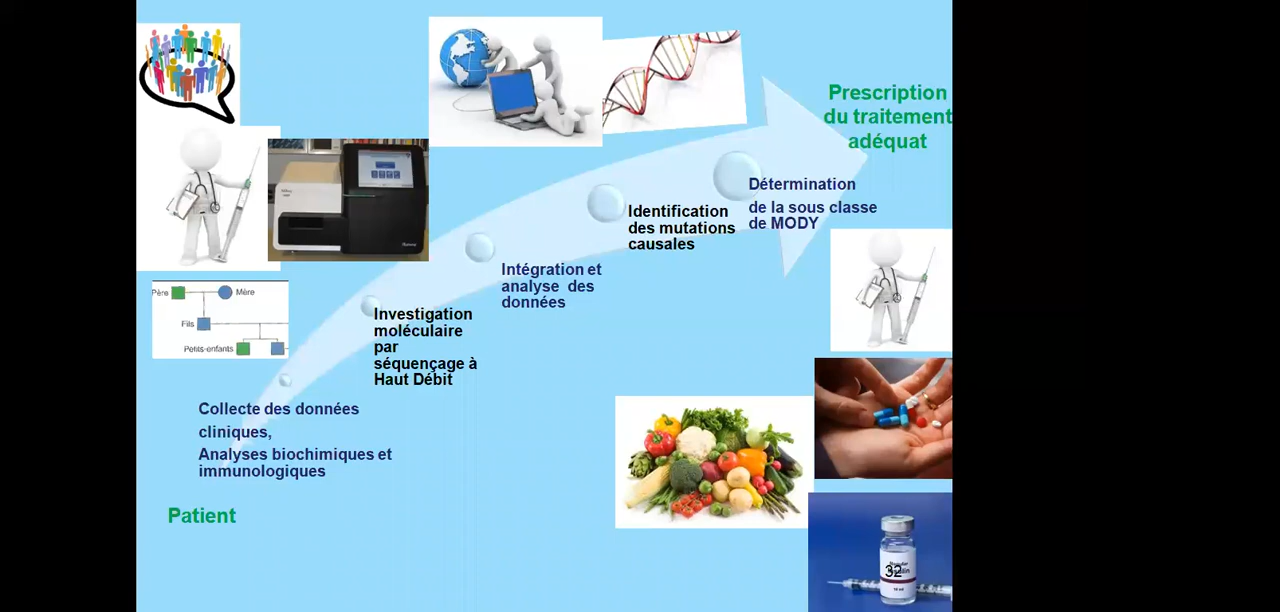 Prescription
du traitement
adéquat
Détermination
de la sous classe
de MODY
Identification
des mutations
causales
Intégration et
analyse des
données
Investigation
moléculaire
par
séquençage à
Haut Débit
Père
Mère
Fils
Petits-enfants
Collecte des données
cliniques,
Analyses biochimiques et
immunologiques
Patient
32